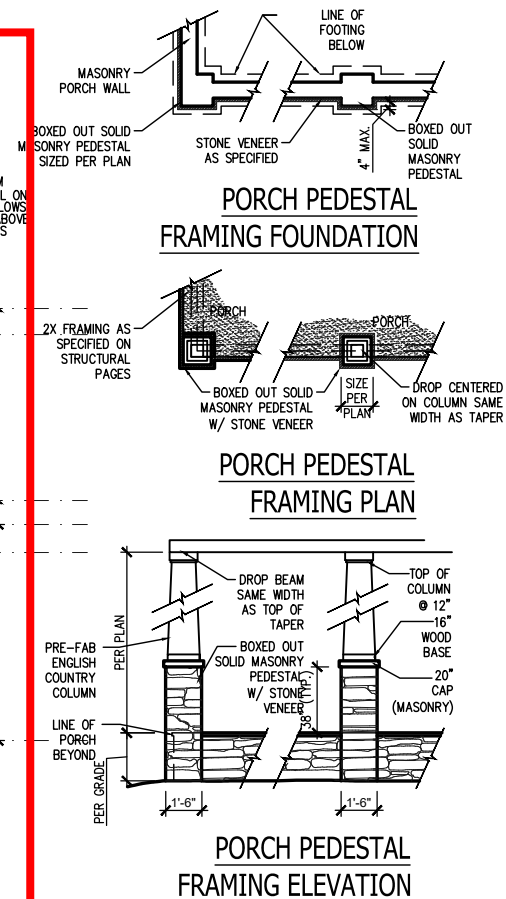 LINE OF
FOOTING
BELOW
MASONRY
PORCH WALL
BOXED OUT SOLID
MASONRY PEDESTAL
SIZED PER PLAN
STONE VENEER
AS SPECIFIED
4" MAX.
BOXED OUT
SOLID
MASONRY
PEDESTAL
PORCH PEDESTAL
FRAMING FOUNDATION
L ON
LOWS
ABOVE
S
PORCH
PORCH
2X FRAMING AS
SPECIFIED ON
STRUCTURAL
PAGES
BOXED OUT SOLID
MASONRY PEDESTAL
W/ STONE VENEER
SIZE
PER
PLAN
DROP CENTERED
ON COLUMN SAME
WIDTH AS TAPER
PORCH PEDESTAL
FRAMING PLAN
DROP BEAM
SAME WIDTH
AS TOP OF
TAPER
TOP OF
COLUMN
@ 12"
16"
WOOD
BASE
PER PLAN
PRE-FAB
ENGLISH
COUNTRY
COLUMN
BOXED OUT
SOLID MASONRY
PEDESTAL
W/ STONE
VENEER
38" (TYP.)
20"
CAP
(MASONRY)
LINE OF
PORCH
BEYOND
PER GRADE
1'-6"
1'-6"
PORCH PEDESTAL
FRAMING ELEVATION